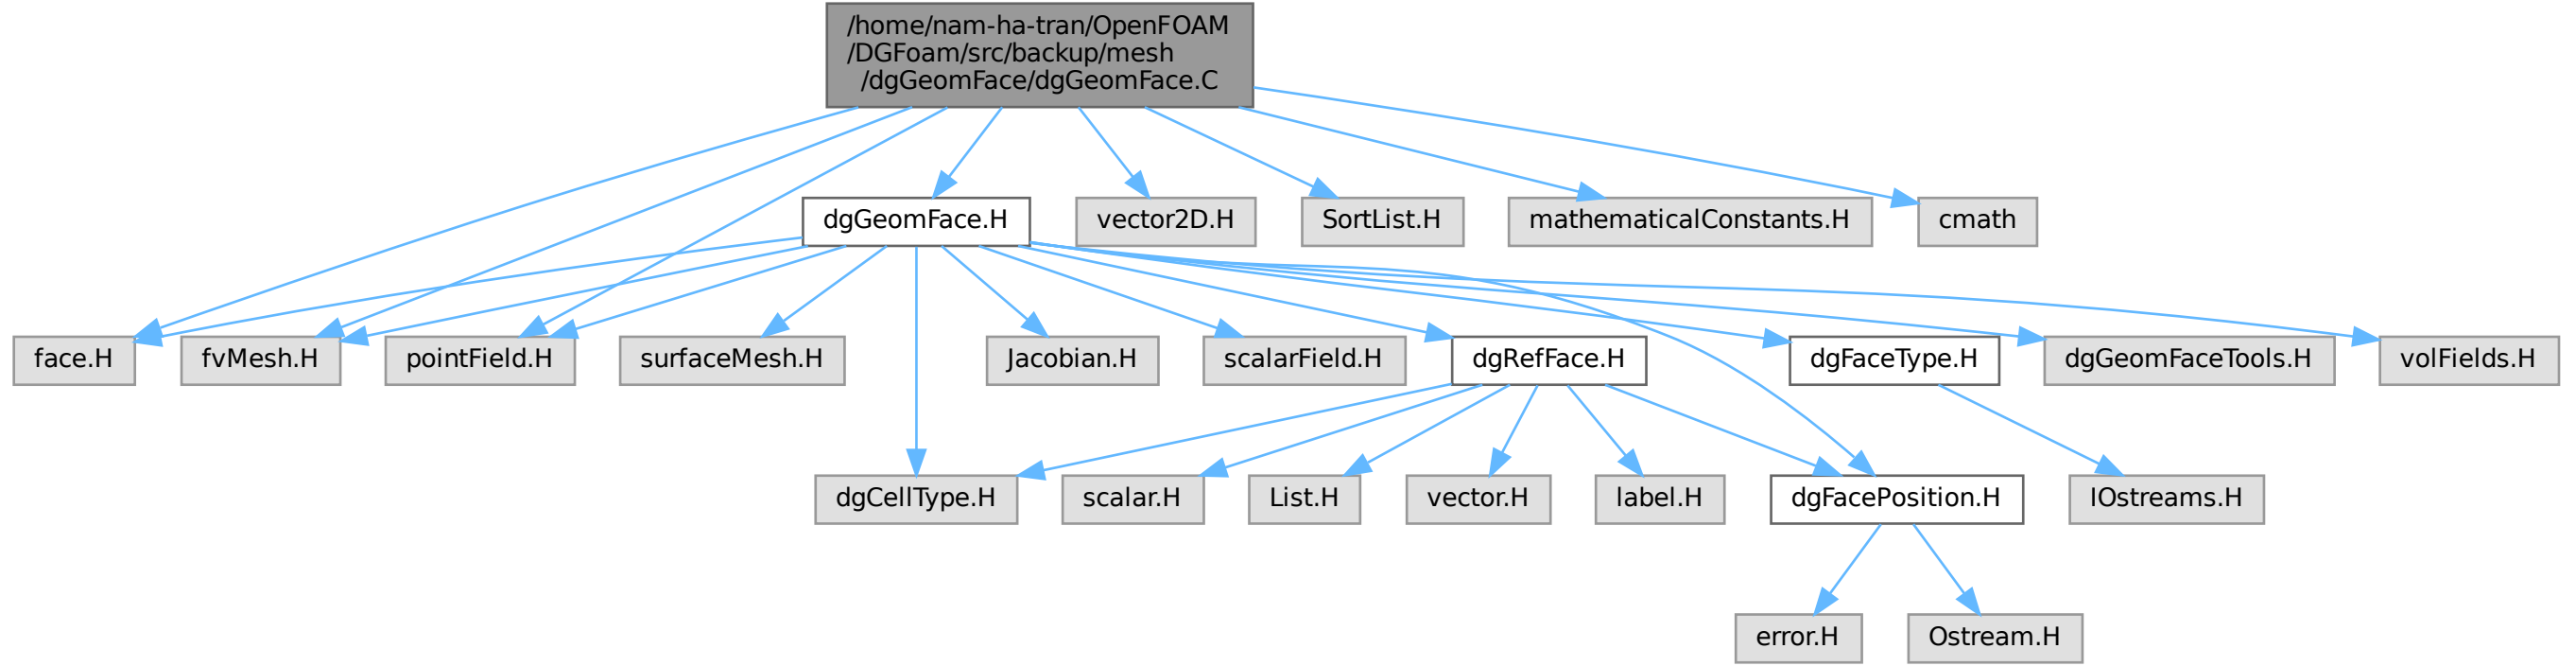 /home/nam-ha-tran/OpenFOAM
/DGFoam/src/backup/mesh
/dgGeomFace/dgGeomFace.C
dgGeomFace.H
vector2D.H
SortList.H
mathematicalConstants.H
cmath
face.H
fvMesh.H
pointField.H
surfaceMesh.H
Jacobian.H
scalarField.H
dgRefFace.H
dgFaceType.H
dgGeomFaceTools.H
volFields.H
dgCellType.H
scalar.H
List.H
vector.H
label.H
dgFacePosition.H
IOstreams.H
error.H
Ostream.H